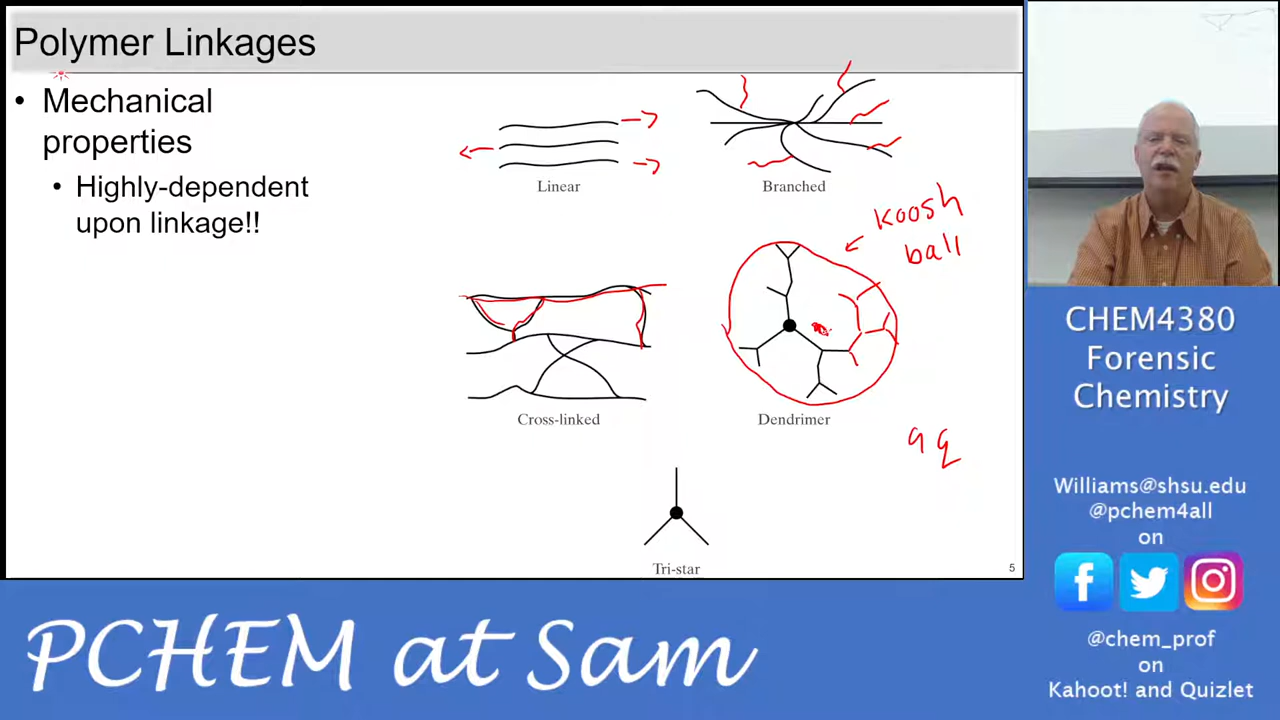 Polymer Linkages
• Mechanical
properties
• Highly-dependent
upon linkage!!
Linear
Branched
Koosh
ball
Cross-linked
Dendrimer
aq
Tri-star
5
CHEM4380
Forensic
Chemistry
Williams@shsu.edu
@pchem4all
on
@chem_prof
on
Kahoot! and Quizlet
PCHEM at Sam